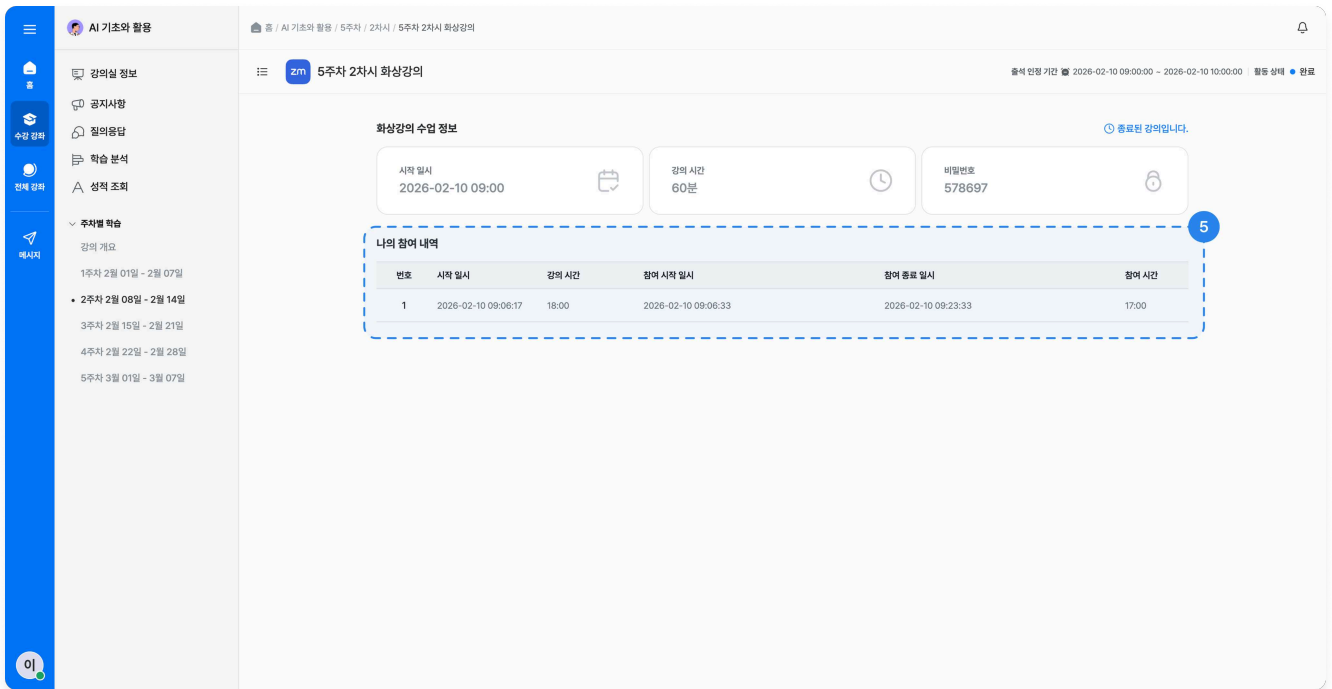 AI 기초와 활용
홈 / AI 기초와 활용 / 5주차 / 2차시 / 5주차 2차시 화상강의
홈
수강 강좌
전체 강좌
메시지
이
강의실 정보
공지사항
질의응답
학습 분석
성적 조회
주차별 학습
강의 개요
1주차 2월 01일 - 2월 07일
• 2주차 2월 08일 - 2월 14일
3주차 2월 15일 - 2월 21일
4주차 2월 22일 - 2월 28일
5주차 3월 01일 - 3월 07일
zm 5주차 2차시 화상강의
출석 인정 기간 2026-02-10 09:00:00 ~ 2026-02-10 10:00:00 활동 상태 ● 완료
화상강의 수업 정보
종료된 강의입니다.
시작 일시
2026-02-10 09:00
강의 시간
60분
비밀번호
578697
5
나의 참여 내역
번호 시작 일시 강의 시간 참여 시작 일시 참여 종료 일시 참여 시간
1 2026-02-10 09:06:17 18:00 2026-02-10 09:06:33 2026-02-10 09:23:33 17:00